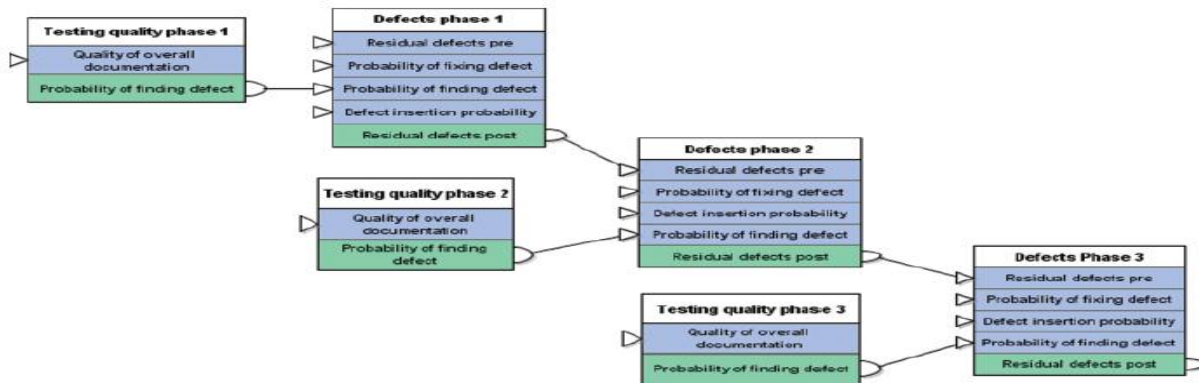 Testing quality phase 1
Quality of overall
documentation
Probability of finding defect
Defects phase 1
Residual defects pre
Probability of fixing defect
Probability of finding defect
Defect insertion probability
Residual defects post
Testing quality phase 2
Quality of overall
documentation
Probability of finding
defect
Defects phase 2
Residual defects pre
Probability of fixing defect
Defect insertion probability
Probability of finding defect
Residual defects post
Testing quality phase 3
Quality of overall
documentation
Probability of finding defect
Defects Phase 3
Residual defects pre
Probability of fixing defect
Defect insertion probability
Probability of finding defect
Residual defects post